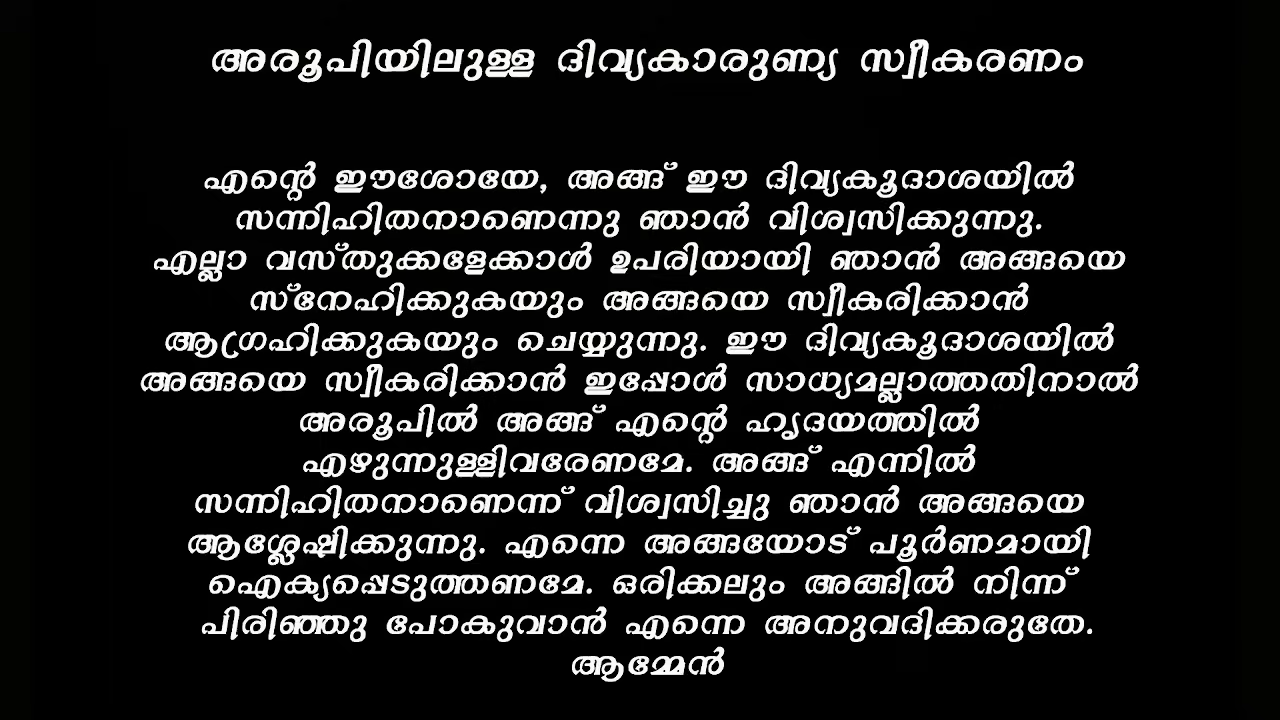 അരൂപിയിലുള്ള ദിവ്യകാരുണ്യ സ്വീകരണം
എന്റെ ഈശോയേ, അങ്ങ് ഈ ദിവ്യകൂദാശയിൽ
സന്നിഹിതനാണെന്നു ഞാൻ വിശ്വസിക്കുന്നു.
എല്ലാ വസ്തുക്കളേക്കാൾ ഉപരിയായി ഞാൻ അങ്ങയെ
സ്നേഹിക്കുകയും അങ്ങയെ സ്വീകരിക്കാൻ
ആഗ്രഹിക്കുകയും ചെയ്യുന്നു. ഈ ദിവ്യകൂദാശയിൽ
അങ്ങയെ സ്വീകരിക്കാൻ ഇപ്പോൾ സാധ്യമല്ലാത്തതിനാൽ
അരൂപിൽ അങ്ങ് എന്റെ ഹൃദയത്തിൽ
എഴുന്നുള്ളിവരേണമേ. അങ്ങ് എന്നിൽ
സന്നിഹിതനാണെന്ന് വിശ്വസിച്ചു ഞാൻ അങ്ങയെ
ആശ്ലേഷിക്കുന്നു. എന്നെ അങ്ങയോട് പൂർണമായി
ഐക്യപ്പെടുത്തണമേ. ഒരിക്കലും അങ്ങിൽ നിന്ന്
പിരിഞ്ഞു പോകുവാൻ എന്നെ അനുവദിക്കരുതേ.
ആമ്മേൻ